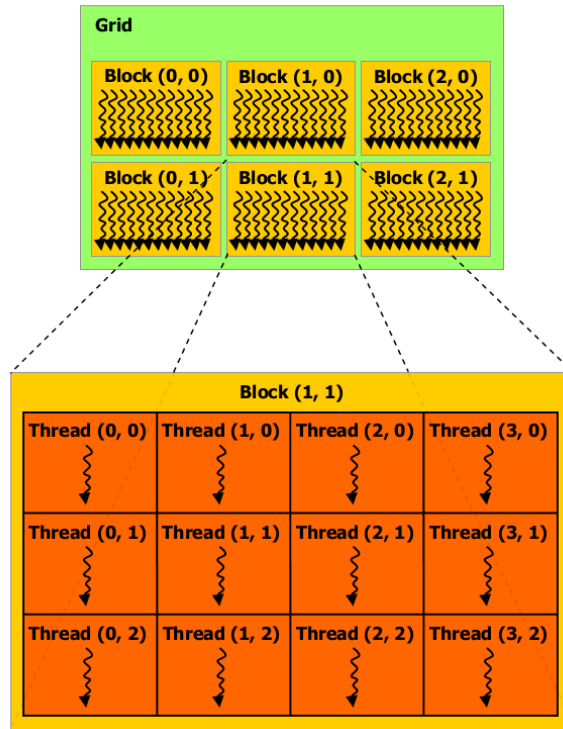 Grid
Block (0, 0) Block (1, 0) Block (2, 0)
Block (0, 1) Block (1, 1) Block (2, 1)
Block (1, 1)
Thread (0, 0) Thread (1, 0) Thread (2, 0) Thread (3, 0)
Thread (0, 1) Thread (1, 1) Thread (2, 1) Thread (3, 1)
Thread (0, 2) Thread (1, 2) Thread (2, 2) Thread (3, 2)